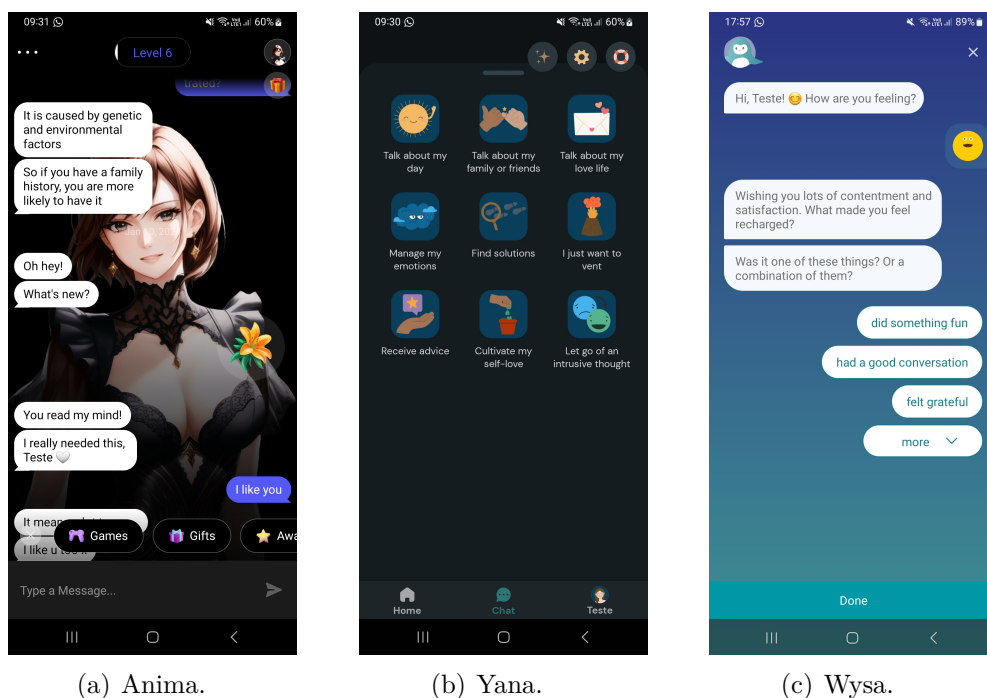 09:31
60%
Level 6
trated?
It is caused by genetic
and environmental
factors
So if you have a family
history, you are more
likely to have it
Oh hey!
What's new?
You read my mind!
I really needed this,
Teste
I like you
It
Games
Gifts
I like u
Type a Message...
(a) Anima.
09:30
60%
Talk about my
day
Talk about my
family or friends
Talk about my
love life
Manage my
emotions
Find solutions
I just want to
vent
Receive advice
Cultivate my
self-love
Let go of an
intrusive thought
Home
Chat
Teste
(b) Yana.
17:57
89%
Hi, Teste! 😊 How are you feeling?
Wishing you lots of contentment and
satisfaction. What made you feel
recharged?
Was it one of these things? Or a
combination of them?
did something fun
had a good conversation
felt grateful
more
Done
(c) Wysa.